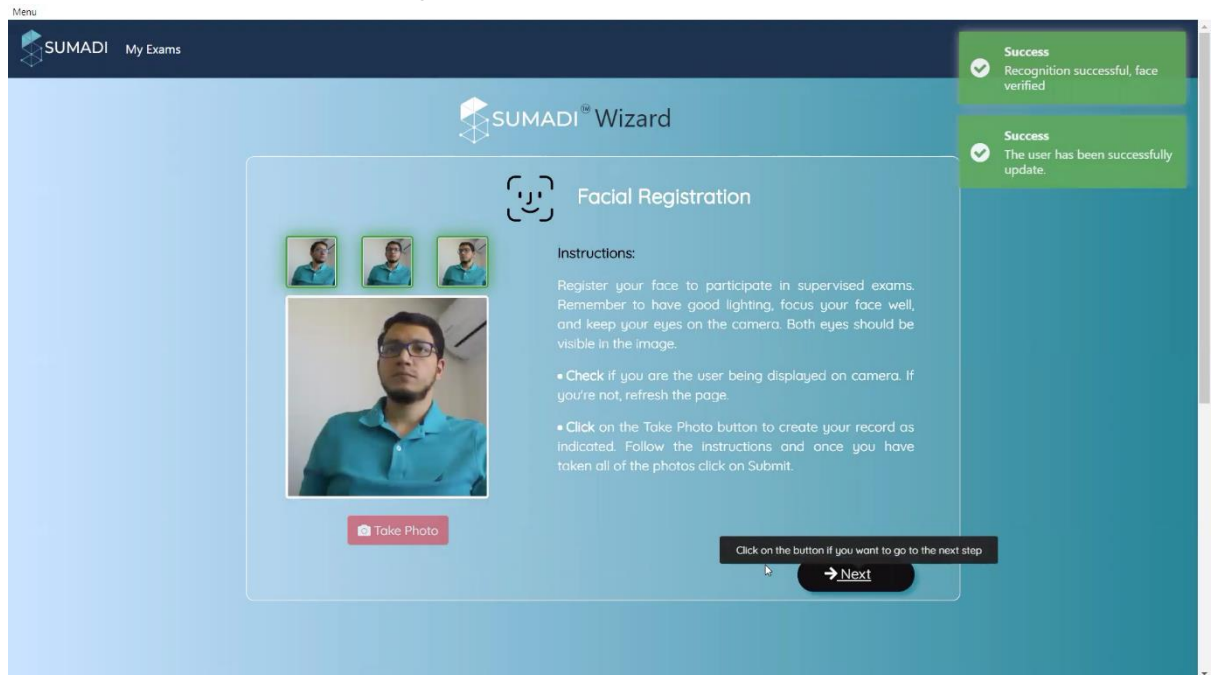 Menu
SUMADI My Exams
Success
Recognition successful, face
verified
Success
The user has been successfully
update.
SUMADI™ Wizard
Facial Registration
Instructions:
Register your face to participate in supervised exams.
Remember to have good lighting, focus your face well,
and keep your eyes on the camera. Both eyes should be
visible in the image.
• Check if you are the user being displayed on camera. If
you're not, refresh the page.
• Click on the Take Photo button to create your record as
indicated. Follow the instructions and once you have
taken all of the photos click on Submit.
Take Photo
Click on the button if you want to go to the next step
Next